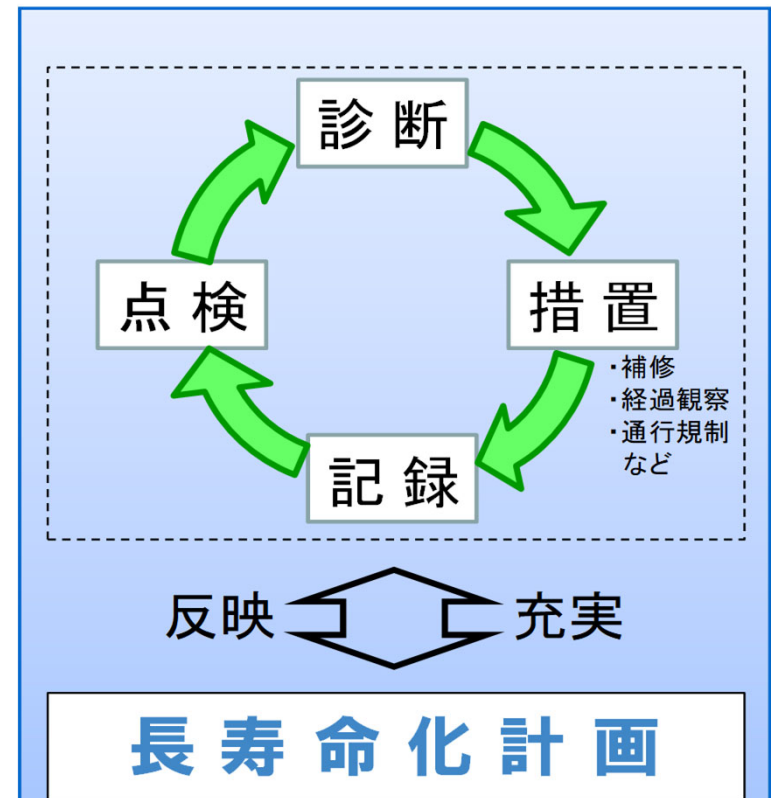 診断
点検
措置
・補修
・経過観察
・通行規制
など
記録
反映
充実
長寿命化計画